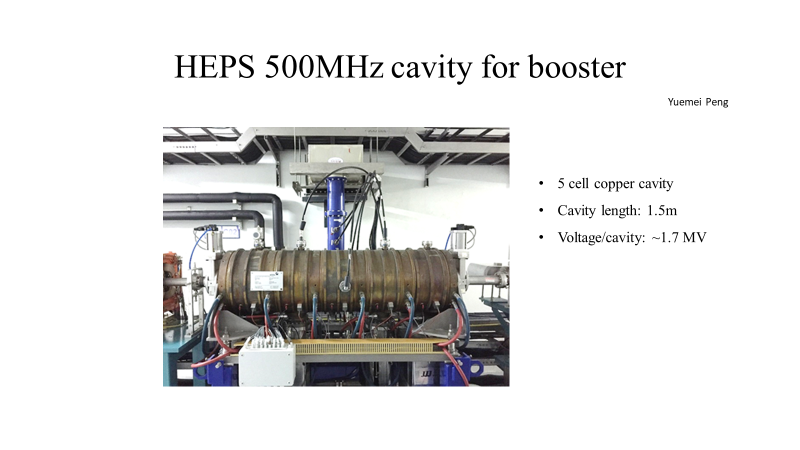 HEPS 500MHz cavity for booster
Yuemei Peng
• 5 cell copper cavity
• Cavity length: 1.5m
• Voltage/cavity: ~1.7 MV